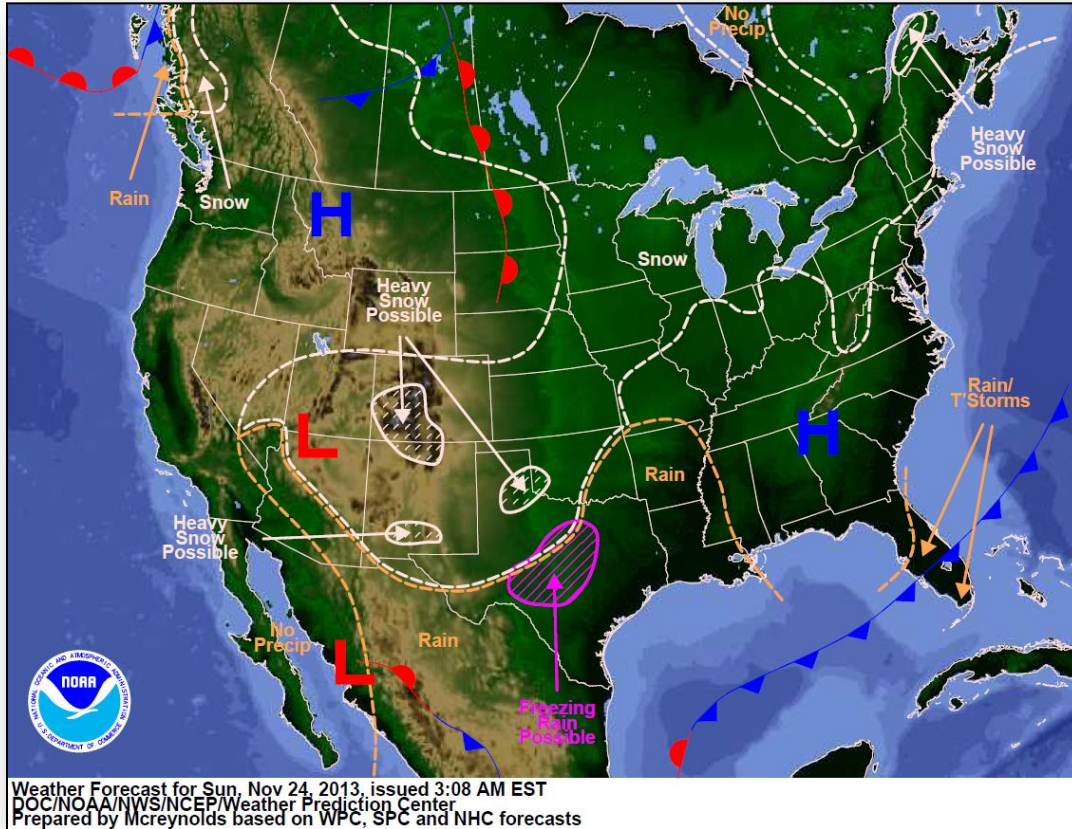 No
Precip
Heavy
Snow
Possible
Rain
Snow
H
Snow
Heavy
Snow
Possible
Rain/
T'Storms
L
H
Rain
Heavy
Snow
Possible
No
Precip
Rain
L
Freezing
Rain
Possible
NATIONAL OCEANIC AND ATMOSPHERIC ADMINISTRATION
NOAA
U.S. DEPARTMENT OF COMMERCE
Weather Forecast for Sun, Nov 24, 2013, issued 3:08 AM EST
DOC/NOAA/NWS/NCEP/Weather Prediction Center
Prepared by Mcreynolds based on WPC, SPC and NHC forecasts